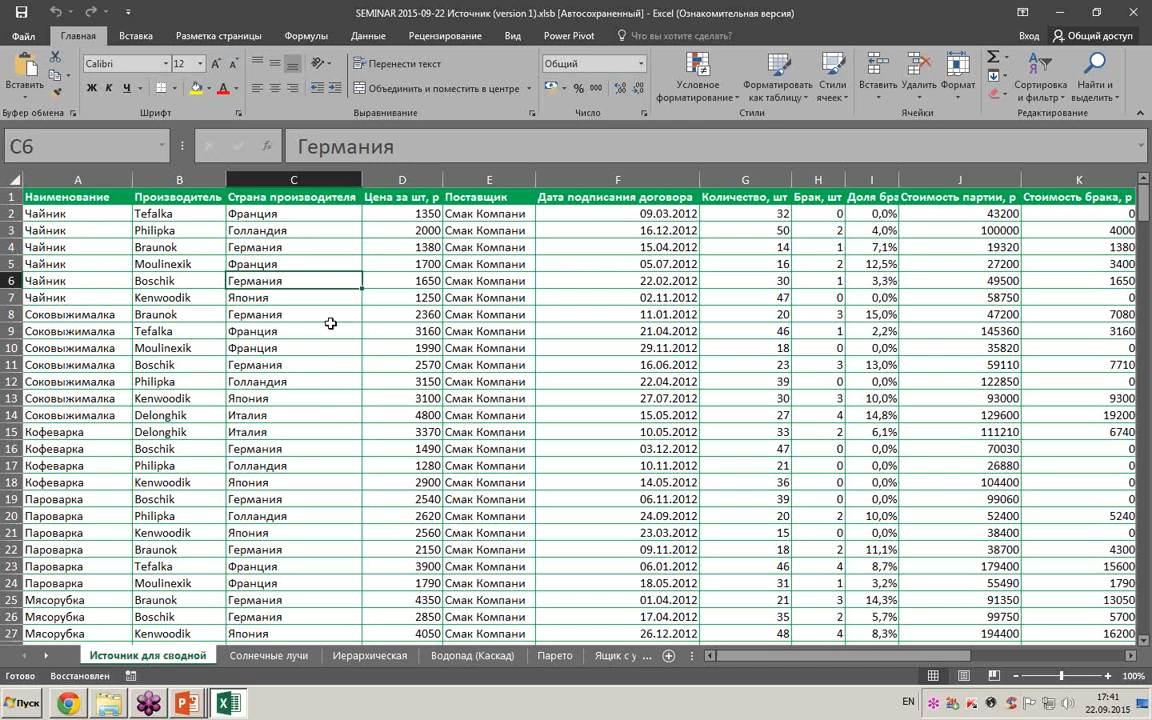 SEMINAR 2015-09-22 Источник (version 1).xlsb [Автосохраненный] - Excel (Ознакомительная версия)
Файл Главная Вставка Разметка страницы Формулы Данные Рецензирование Вид Power Pivot Что вы хотите сделать? Вход Общий доступ
Вставить
Calibri 12
Ж К Ч
Перенести текст
Объединить и поместить в центре
Общий
% 000
Условное форматирование
Форматировать как таблицу
Стили ячеек
Вставить Удалить Формат
Сортировка и фильтр
Найти и выделить
Буфер обмена Шрифт Выравнивание Число Стили Ячейки Редактирование
C6 fx Германия
A B C D E F G H I J K
1 Наименование Производитель Страна производителя Цена за шт, р Поставщик Дата подписания договора Количество, шт Брак, шт Доля бра Стоимость партии, р Стоимость брака, р
2 Чайник Tefalka Франция 1350 Смак Компани 09.03.2012 32 0 0,0% 43200 0
3 Чайник Philipka Голландия 2000 Смак Компани 16.12.2012 50 2 4,0% 100000 4000
4 Чайник Braunok Германия 1380 Смак Компани 15.04.2012 14 1 7,1% 19320 1380
5 Чайник Moulinexik Франция 1700 Смак Компани 05.07.2012 16 2 12,5% 27200 3400
6 Чайник Boschik Германия 1650 Смак Компани 22.02.2012 30 1 3,3% 49500 1650
7 Чайник Kenwoodik Япония 1250 Смак Компани 02.11.2012 47 0 0,0% 58750 0
8 Соковыжималка Braunok Германия 2360 Смак Компани 11.01.2012 20 3 15,0% 47200 7080
9 Соковыжималка Tefalka Франция 3160 Смак Компани 21.04.2012 46 1 2,2% 145360 3160
10 Соковыжималка Moulinexik Франция 1990 Смак Компани 29.11.2012 18 0 0,0% 35820 0
11 Соковыжималка Boschik Германия 2570 Смак Компани 16.06.2012 23 3 13,0% 59110 7710
12 Соковыжималка Philipka Голландия 3150 Смак Компани 22.04.2012 39 0 0,0% 122850 0
13 Соковыжималка Kenwoodik Япония 3100 Смак Компани 27.07.2012 30 3 10,0% 93000 9300
14 Соковыжималка Delonghik Италия 4800 Смак Компани 15.05.2012 27 4 14,8% 129600 19200
15 Кофеварка Delonghik Италия 3370 Смак Компани 10.05.2012 33 2 6,1% 111210 6740
16 Кофеварка Boschik Германия 1490 Смак Компани 03.12.2012 47 0 0,0% 70030 0
17 Кофеварка Philipka Голландия 1280 Смак Компани 10.11.2012 21 0 0,0% 26880 0
18 Кофеварка Kenwoodik Япония 2900 Смак Компани 14.05.2012 36 0 0,0% 104400 0
19 Пароварка Boschik Германия 2540 Смак Компани 06.11.2012 39 0 0,0% 99060 0
20 Пароварка Philipka Голландия 2620 Смак Компани 24.09.2012 20 2 10,0% 52400 5240
21 Пароварка Kenwoodik Япония 2560 Смак Компани 23.03.2012 15 0 0,0% 38400 0
22 Пароварка Braunok Германия 2150 Смак Компани 09.11.2012 18 2 11,1% 38700 4300
23 Пароварка Tefalka Франция 3900 Смак Компани 06.01.2012 46 4 8,7% 179400 15600
24 Пароварка Moulinexik Франция 1790 Смак Компани 18.05.2012 31 1 3,2% 55490 1790
25 Мясорубка Braunok Германия 4350 Смак Компани 01.04.2012 21 3 14,3% 91350 13050
26 Мясорубка Boschik Германия 2850 Смак Компани 17.04.2012 35 2 5,7% 99750 5700
27 Мясорубка Kenwoodik Япония 4050 Смак Компани 26.12.2012 48 4 8,3% 194400 16200
Источник для сводной Солнечные лучи Иерархическая Водопад (Каскад) Парето Ящик с у ...
Готово Восстановлен 100%
Пуск EN 17:41
22.09.2015